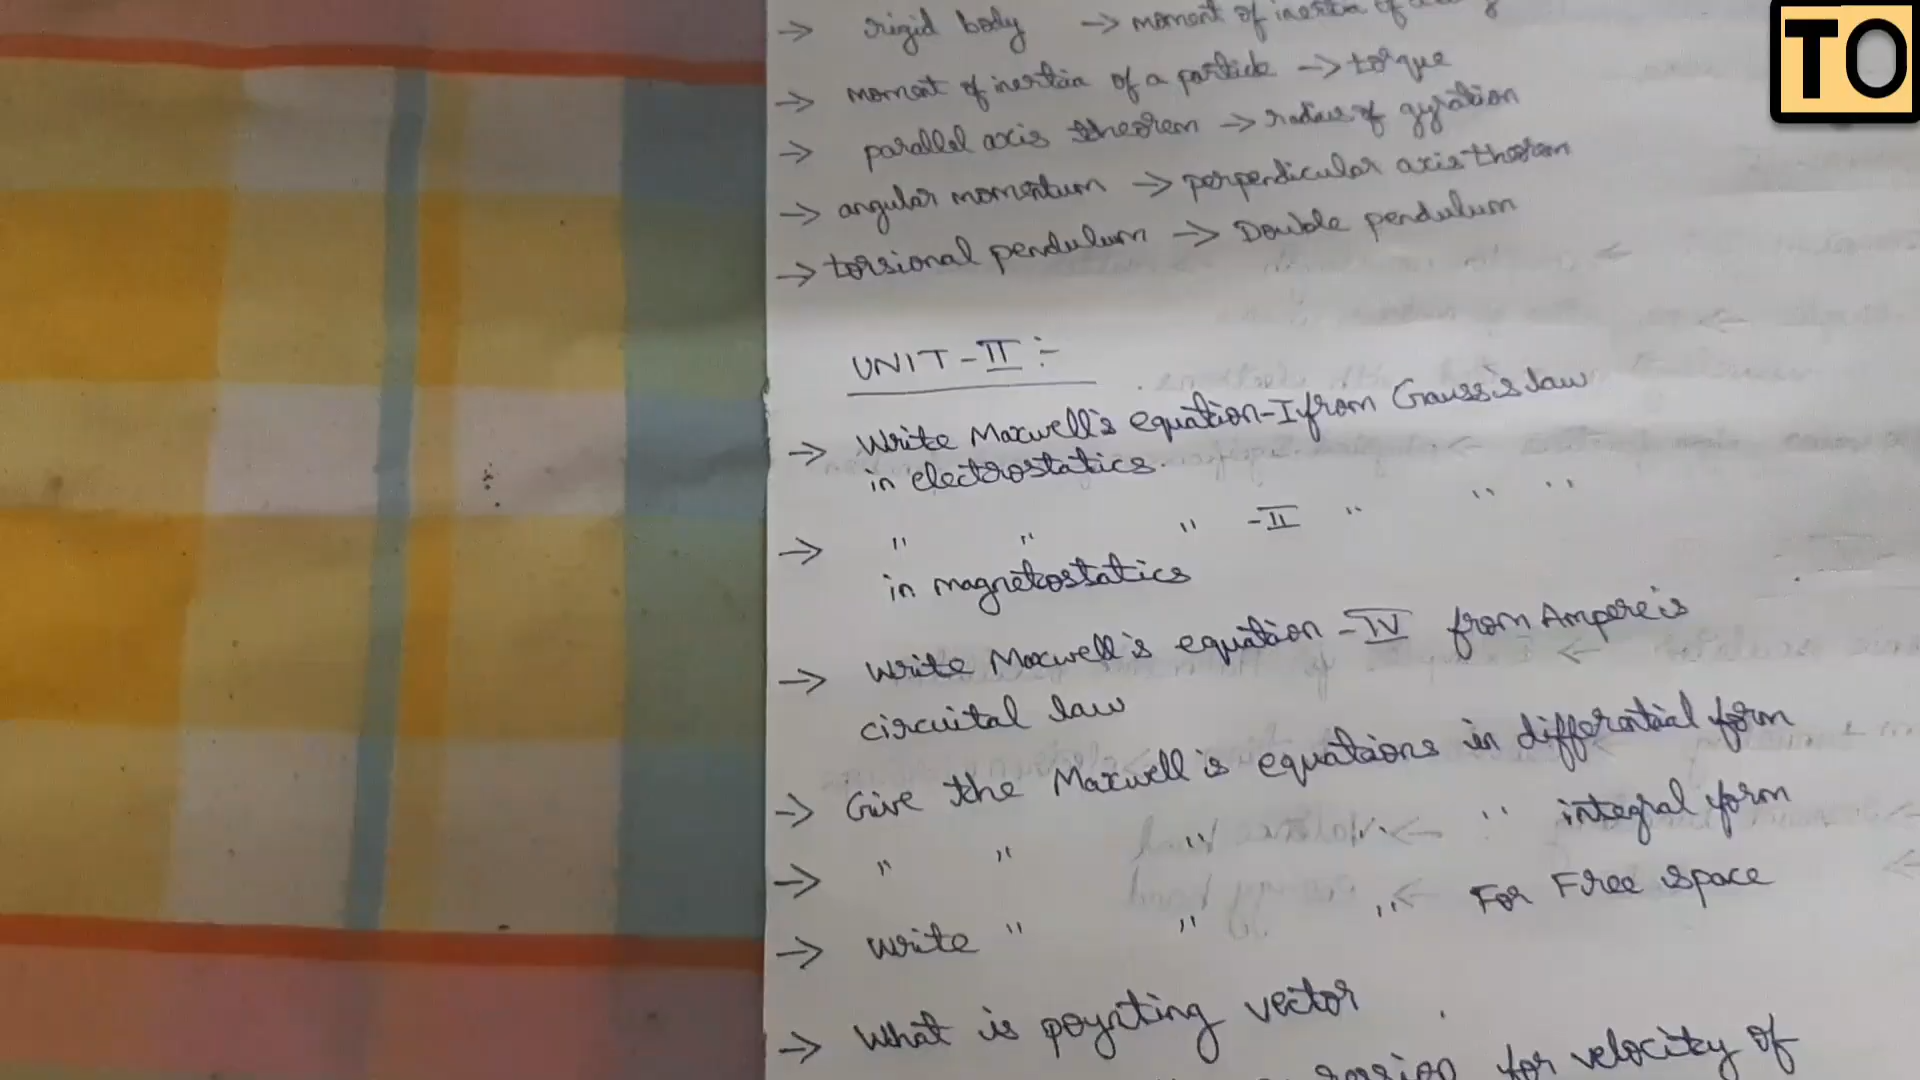 TO
→ rigid body → moment of inertia of
→ moment of inertia of a particle → torque
→ parallel axis theorem → radius of gyration
→ angular momentum → perpendicular axis theorem
→ torsional pendulum → Double pendulum
UNIT-II :-
→ Write Maxwell's equation-I from Gauss's law
in electrostatics.
→ " " " -II " " "
in magnetostatics
→ Write Maxwell's equation -IV from Ampere's
circuital law
→ Give the Maxwell's equations in differential form
→ " " " " " integral form
→ write " " " For Free space
→ What is poynting vector
for velocity of